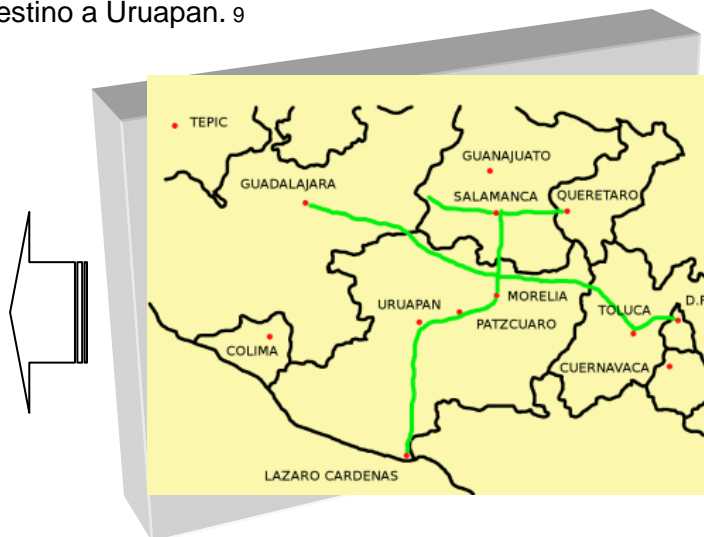 estino a Uruapan. 9
TEPIC
GUANAJUATO
GUADALAJARA
SALAMANCA
QUERETARO
MORELIA
URUAPAN
TOLUCA
D.F
PATZCUARO
COLIMA
CUERNAVACA
LAZARO CARDENAS